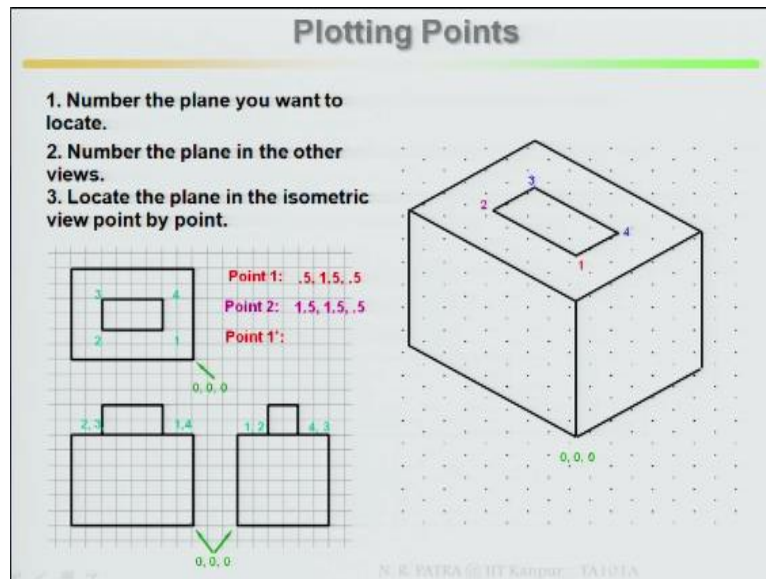 Plotting Points
1. Number the plane you want to
locate.
2. Number the plane in the other
views.
3. Locate the plane in the isometric
view point by point.
3
2
4
1
Point 1: .5, 1.5, .5
Point 2: 1.5, 1.5, .5
Point 1':
3
4
2
1
0, 0, 0
2, 3
1,4
1, 2
4, 3
0, 0, 0
0, 0, 0
N. R. PATRA @ IIT Kanpur: TA101A